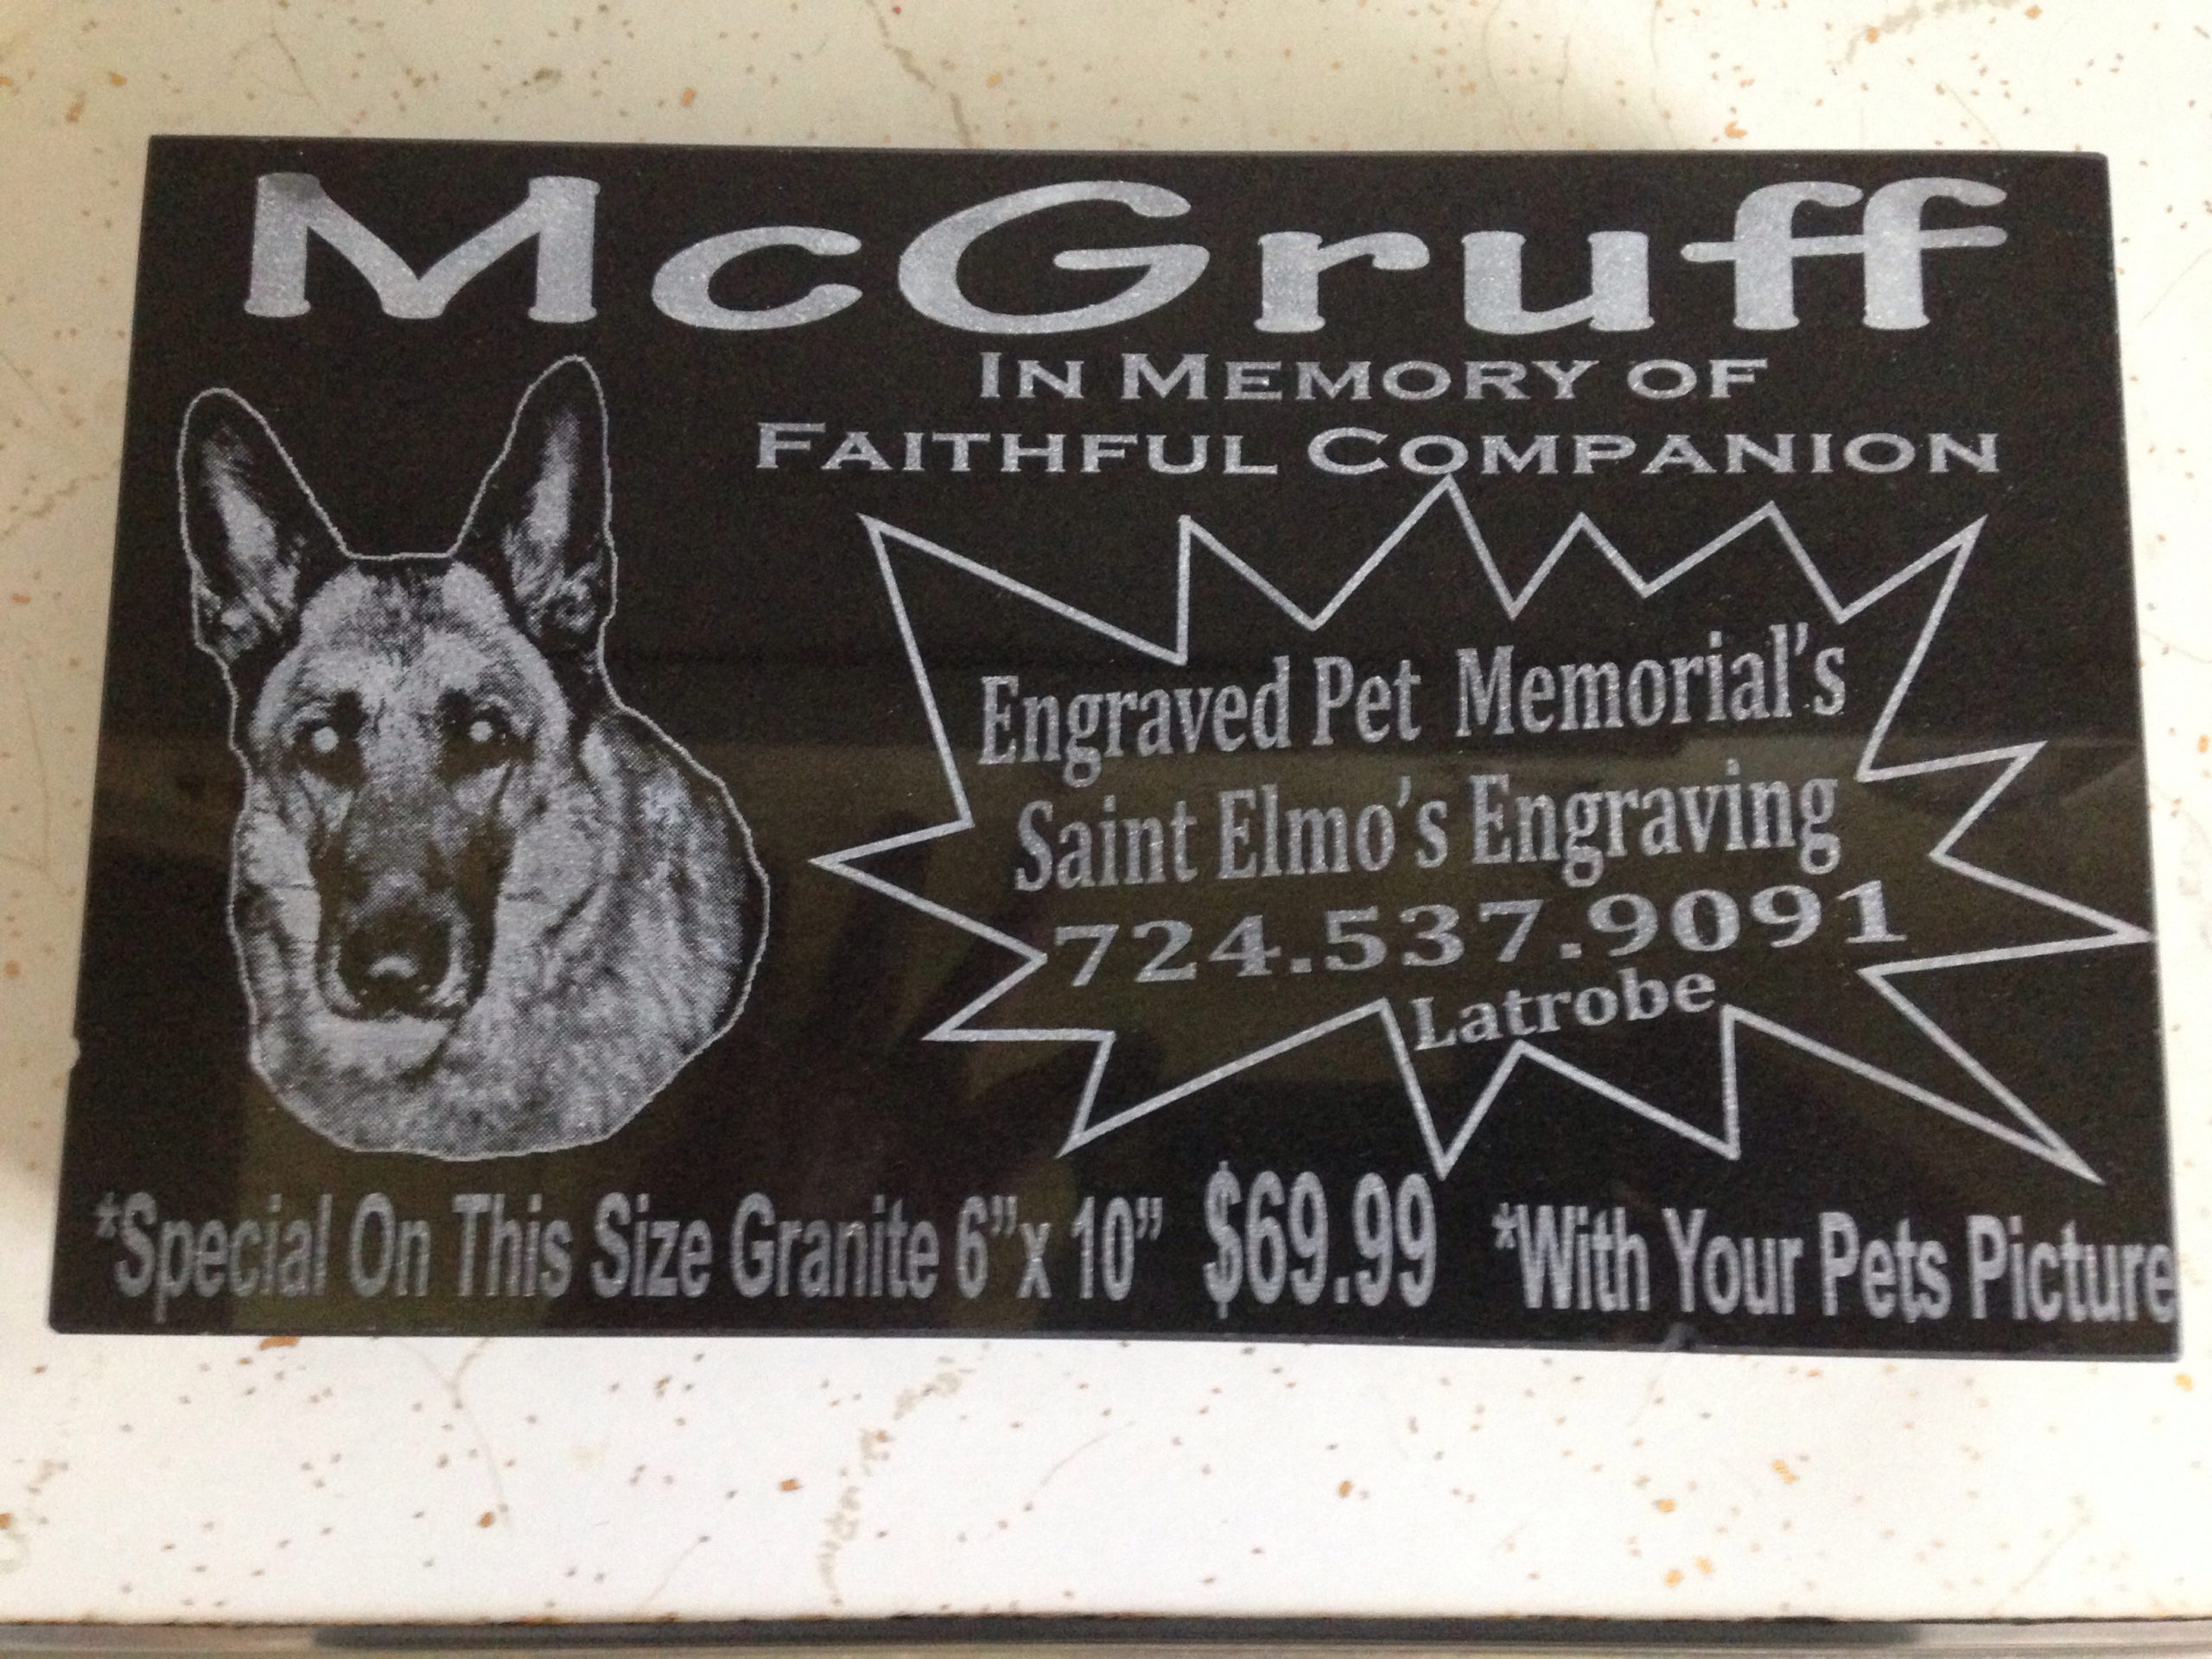 McGruff
IN MEMORY OF
FAITHFUL COMPANION
Engraved Pet Memorial's
Saint Elmo's Engraving
724.537.9091
Latrobe
*Special On This Size Granite 6"x 10" $69.99 *With Your Pets Picture